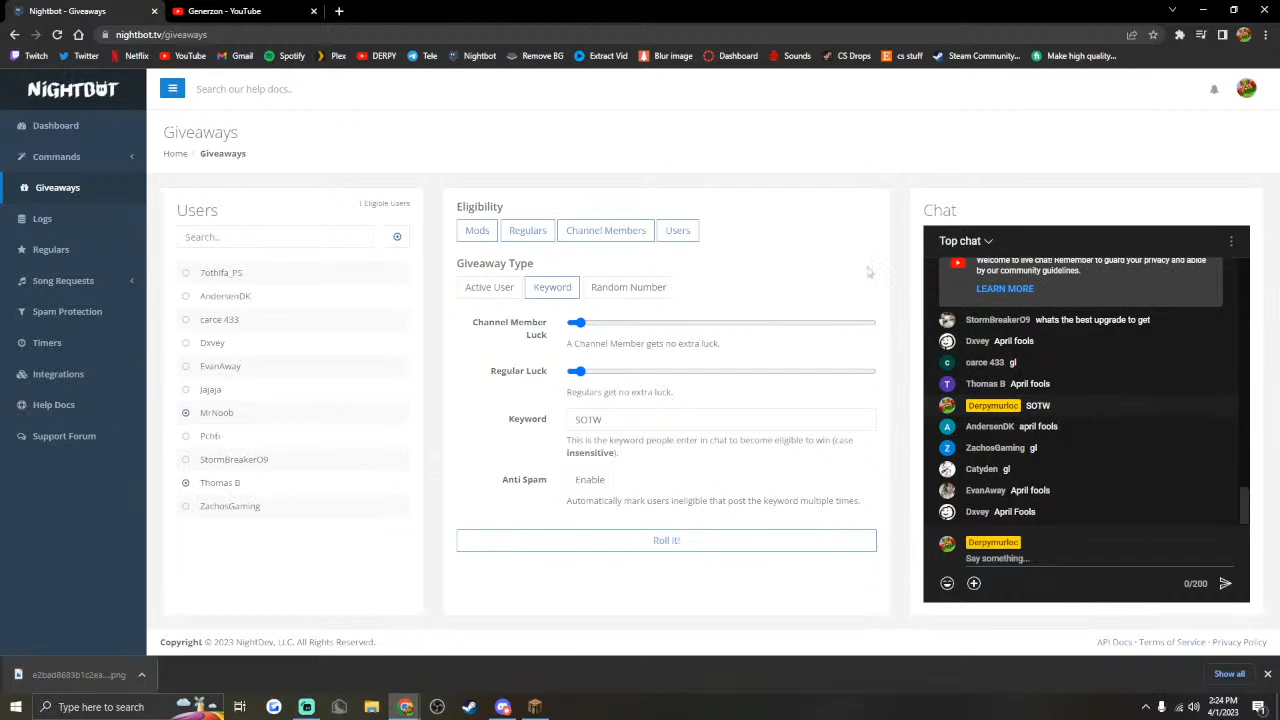 Nightbot - Giveaways
Generzon - YouTube
nightbot.tv/giveaways
Twitch
Twitter
Netflix
YouTube
Gmail
Spotify
Plex
DERPY
Tele
Nightbot
Remove BG
Extract Vid
Blur image
Dashboard
Sounds
CS Drops
cs stuff
Steam Community...
Make high quality...
NIGHTBOT
Search our help docs..
Dashboard
Commands
Giveaways
Logs
Regulars
Song Requests
Spam Protection
Timers
Integrations
Help Docs
Support Forum
Giveaways
Home / Giveaways
Users
Eligible Users
Search..
7othifa_PS
AndersenDK
carce 433
Dxvey
EvanAway
Jajaja
MrNoob
Pchb
StormBreakerO9
Thomas B
ZachosGaming
Eligibility
Mods
Regulars
Channel Members
Users
Giveaway Type
Active User
Keyword
Random Number
Channel Member
Luck
A Channel Member gets no extra luck.
Regular Luck
Regulars get no extra luck.
Keyword
SOTW
This is the keyword people enter in chat to become eligible to win (case
insensitive).
Anti Spam
Enable
Automatically mark users ineligible that post the keyword multiple times.
Roll It!
Chat
Top chat
Welcome to live chat! Remember to guard your privacy and abide
by our community guidelines.
LEARN MORE
StormBreakerO9 whats the best upgrade to get
Dxvey April fools
carce 433 gl
Thomas B April fools
Derpymurloc SOTW
AndersenDK april fools
ZachosGaming gl
Catyden gl
EvanAway April fools
Dxvey April Fools
Derpymurloc
Say something...
0/200
Copyright © 2023 NightDev, LLC. All Rights Reserved.
API Docs · Terms of Service · Privacy Policy
e2bad8683b1c2ea....png
Show all
Type here to search
2:24 PM
4/1/2023